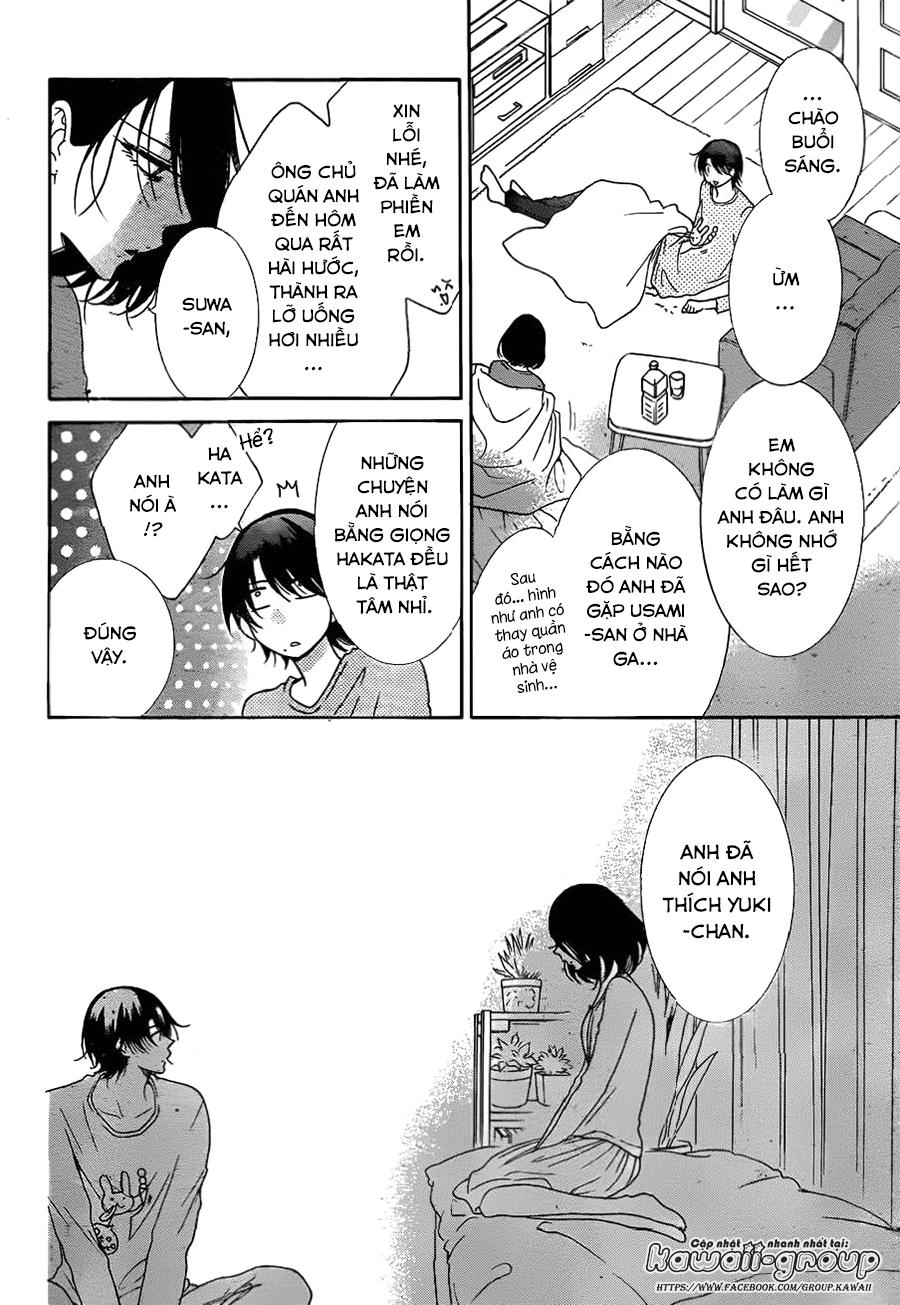 ...
CHÀO
BUỔI
SÁNG.
ỪM
...
EM
KHÔNG
CÓ LÀM GÌ
ANH ĐÂU. ANH
KHÔNG NHỚ
GÌ HẾT
SAO?
BẰNG
CÁCH NÀO
ĐÓ ANH ĐÃ
GẶP USAMI
-SAN Ở NHÀ
GA...
Sau
đó... hình
như anh có
thay quần
áo trong
nhà vệ
sinh...
XIN
LỖI
NHÉ,
ĐÃ LÀM
PHIỀN
EM
RỒI.
ÔNG CHỦ
QUÁN ANH
ĐẾN HÔM
QUA RẤT
HÀI HƯỚC,
THÀNH RA
LỠ UỐNG
HƠI NHIỀU
...
SUWA
-SAN,
NHỮNG
CHUYỆN
ANH NÓI
BẰNG GIỌNG
HAKATA ĐỀU
LÀ THẬT
TÂM NHỈ.
Hể?
HA
KATA
...
ANH
NÓI À
!?
ĐÚNG
VẬY.
ANH ĐÃ
NÓI ANH
THÍCH YUKI
-CHAN.
Cập nhật nhanh nhất tại:
kawaii-group
HTTPS://WWW.FACEBOOK.COM/GROUP.KAWAII